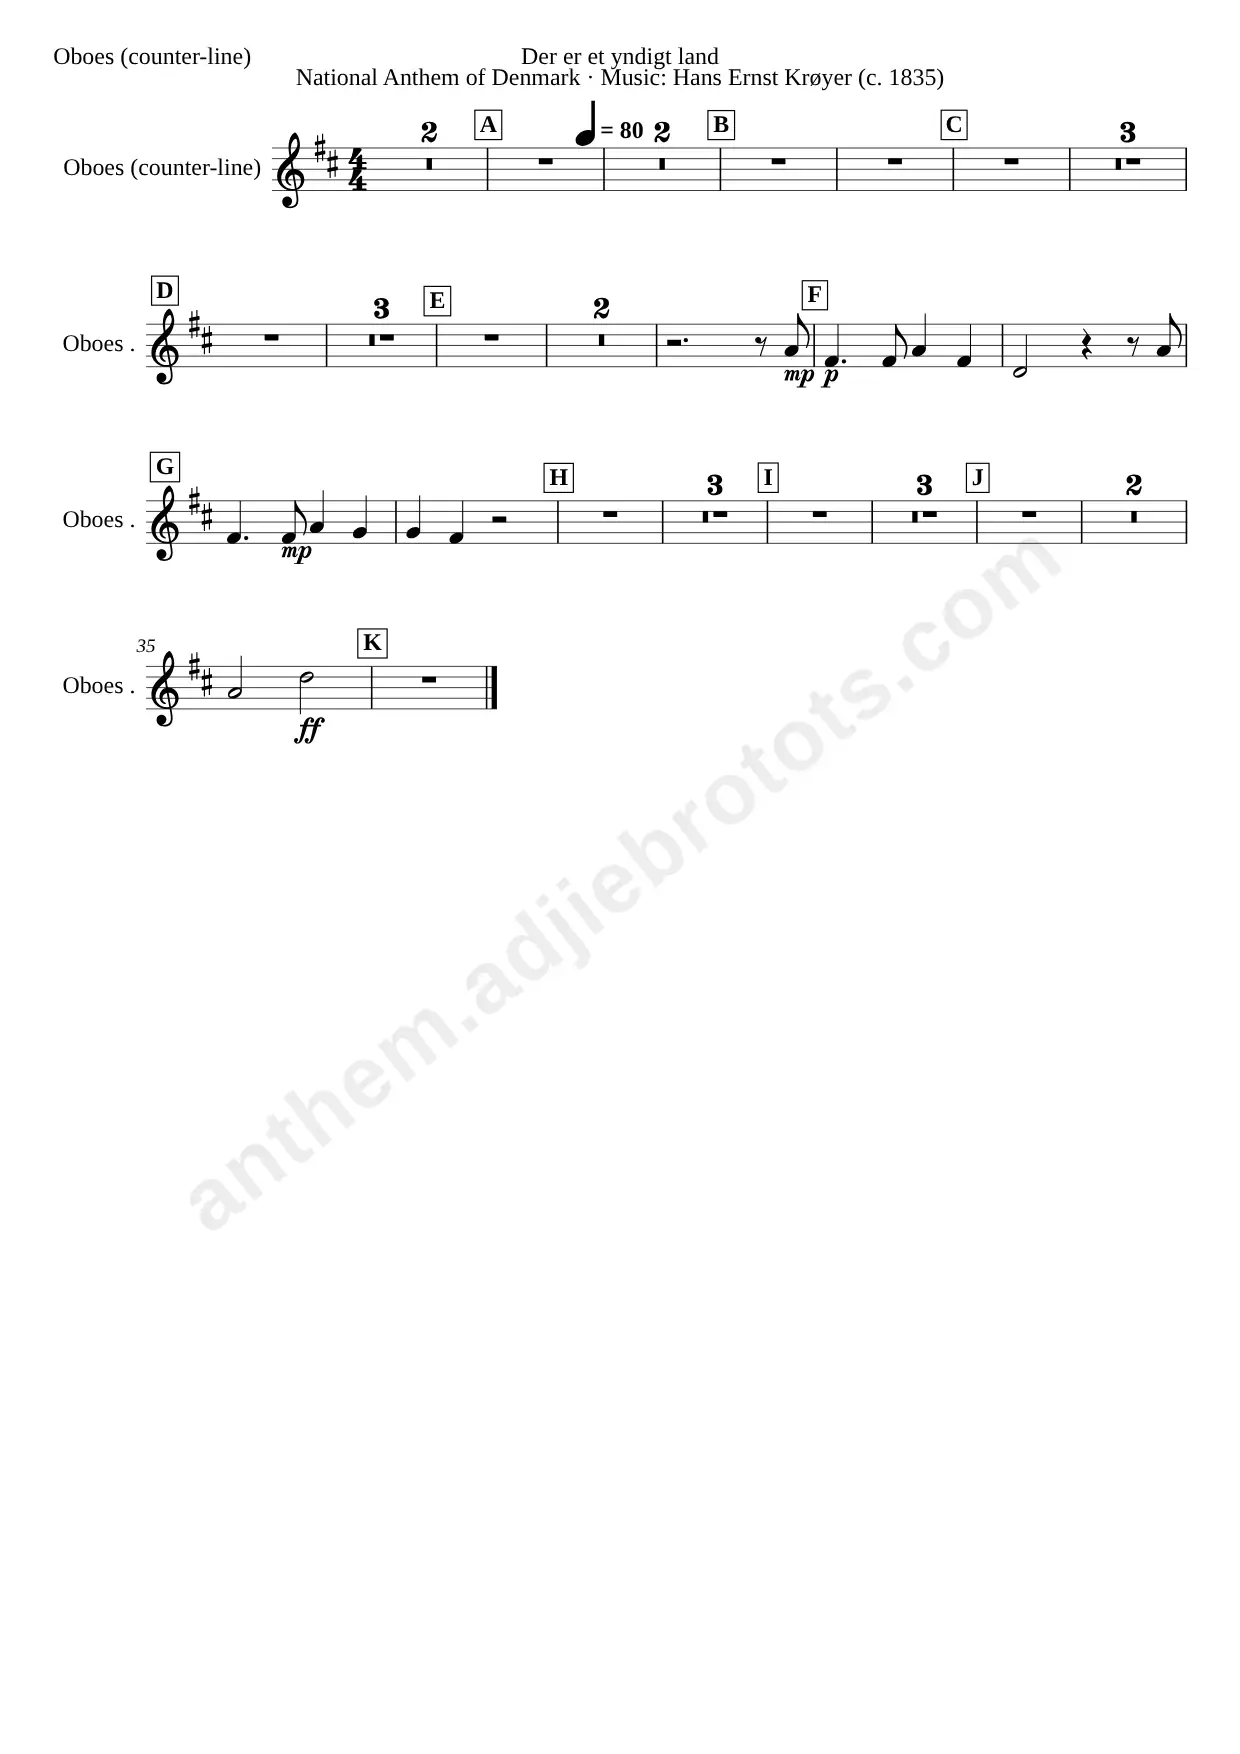 Oboes (counter-line)
Der er et yndigt land
National Anthem of Denmark · Music: Hans Ernst Krøyer (c. 1835)
2 A = 80 2 B C 3
Oboes (counter-line)
4
4
D 3 E 2 F
Oboes .
mp p
G H 3 I 3 J 2
Oboes .
mp
35 K
Oboes .
ff
anthem.adjiebrotots.com